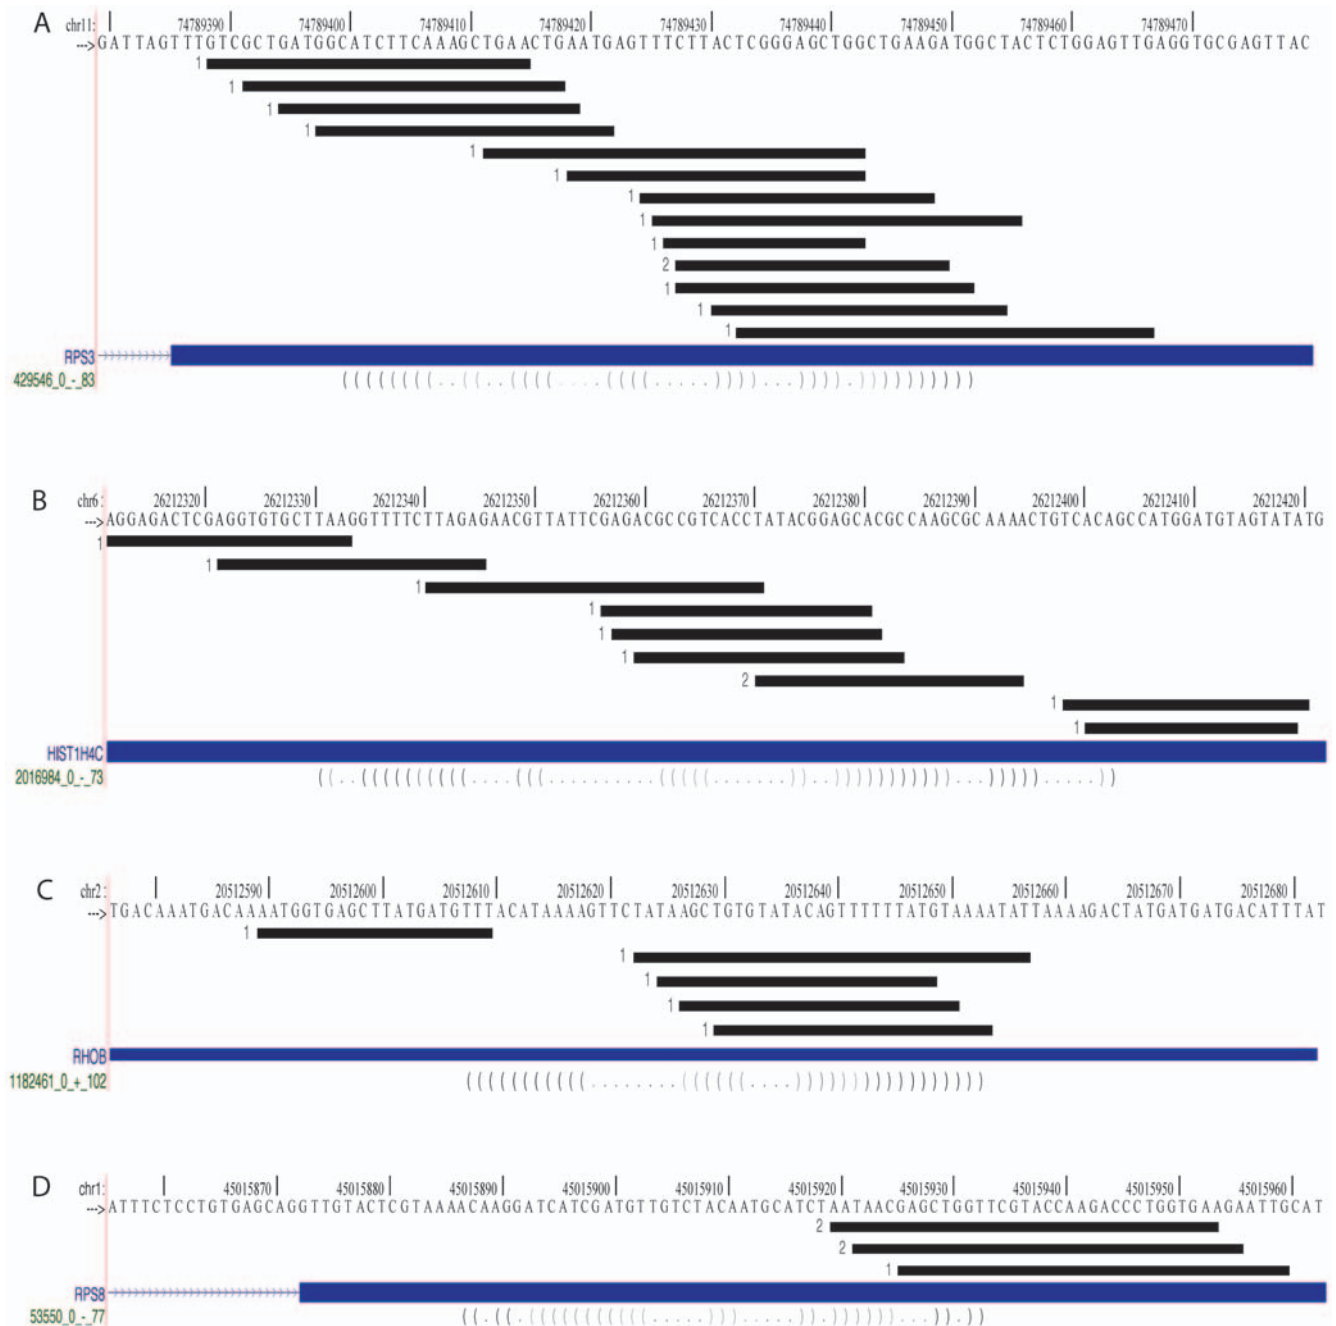 A
chr11: 74789390 74789400 74789410 74789420 74789430 74789440 74789450 74789460 74789470
---> GATTAGTTTGTCGCTGATGGCATCTTCAAAGCTGAACTGAATGAGTTTCTTACTCGGGAGCTGGCTGAAGATGGCTACTCTGGAGTTGAGGTGCGAGTTAC
1
1
1
1
1
1
1
1
1
2
1
1
1
RPS3
429546_0_-_83 ((((((((..((..((((....((((.....))))...)))).))))))))))
B
chr6: 26212320 26212330 26212340 26212350 26212360 26212370 26212380 26212390 26212400 26212410 26212420
---> AGGAGACTCGAGGTGTGCTTAAGGTTTTCTTAGAGAACGTTATTCGAGACGCCGTCACCTATACGGAGCACGCCAAGCGCAAAACTGTCACAGCCATGGATGTAGTATATG
1
1
1
1
1
1
2
1
1
HIST1H4C
2016984_0_-_73 ((..((((((((((....(((..........(((((.......))..)))))))))))...))))).....))
C
chr2: 20512590 20512600 20512610 20512620 20512630 20512640 20512650 20512660 20512670 20512680
---> TGACAAATGACAAAATGGTGAGCTTATGATGTTTACATAAAAGTTCTATAAGCTGTGTATACAGTTTTTTATGTAAAATATTAAAAGACTATGATGATGACATTTAT
1
1
1
1
1
RHOB
1182461_0_+_102 (((((((((((........((((((....)))))))))))))))))
D
chr1: 45015870 45015880 45015890 45015900 45015910 45015920 45015930 45015940 45015950 45015960
---> ATTTCTCCTGTGAGCAGGTTGTACTCGTAAAACAAGGATCATCGATGTTGTCTACAATGCATCTAATAACGAGCTGGTTCGTACCAAGACCCTGGTGAAGAATTGCAT
2
2
1
RPS8
53550_0_-_77 ((.((.(((((((((((.....)))....)))).))))....)).))